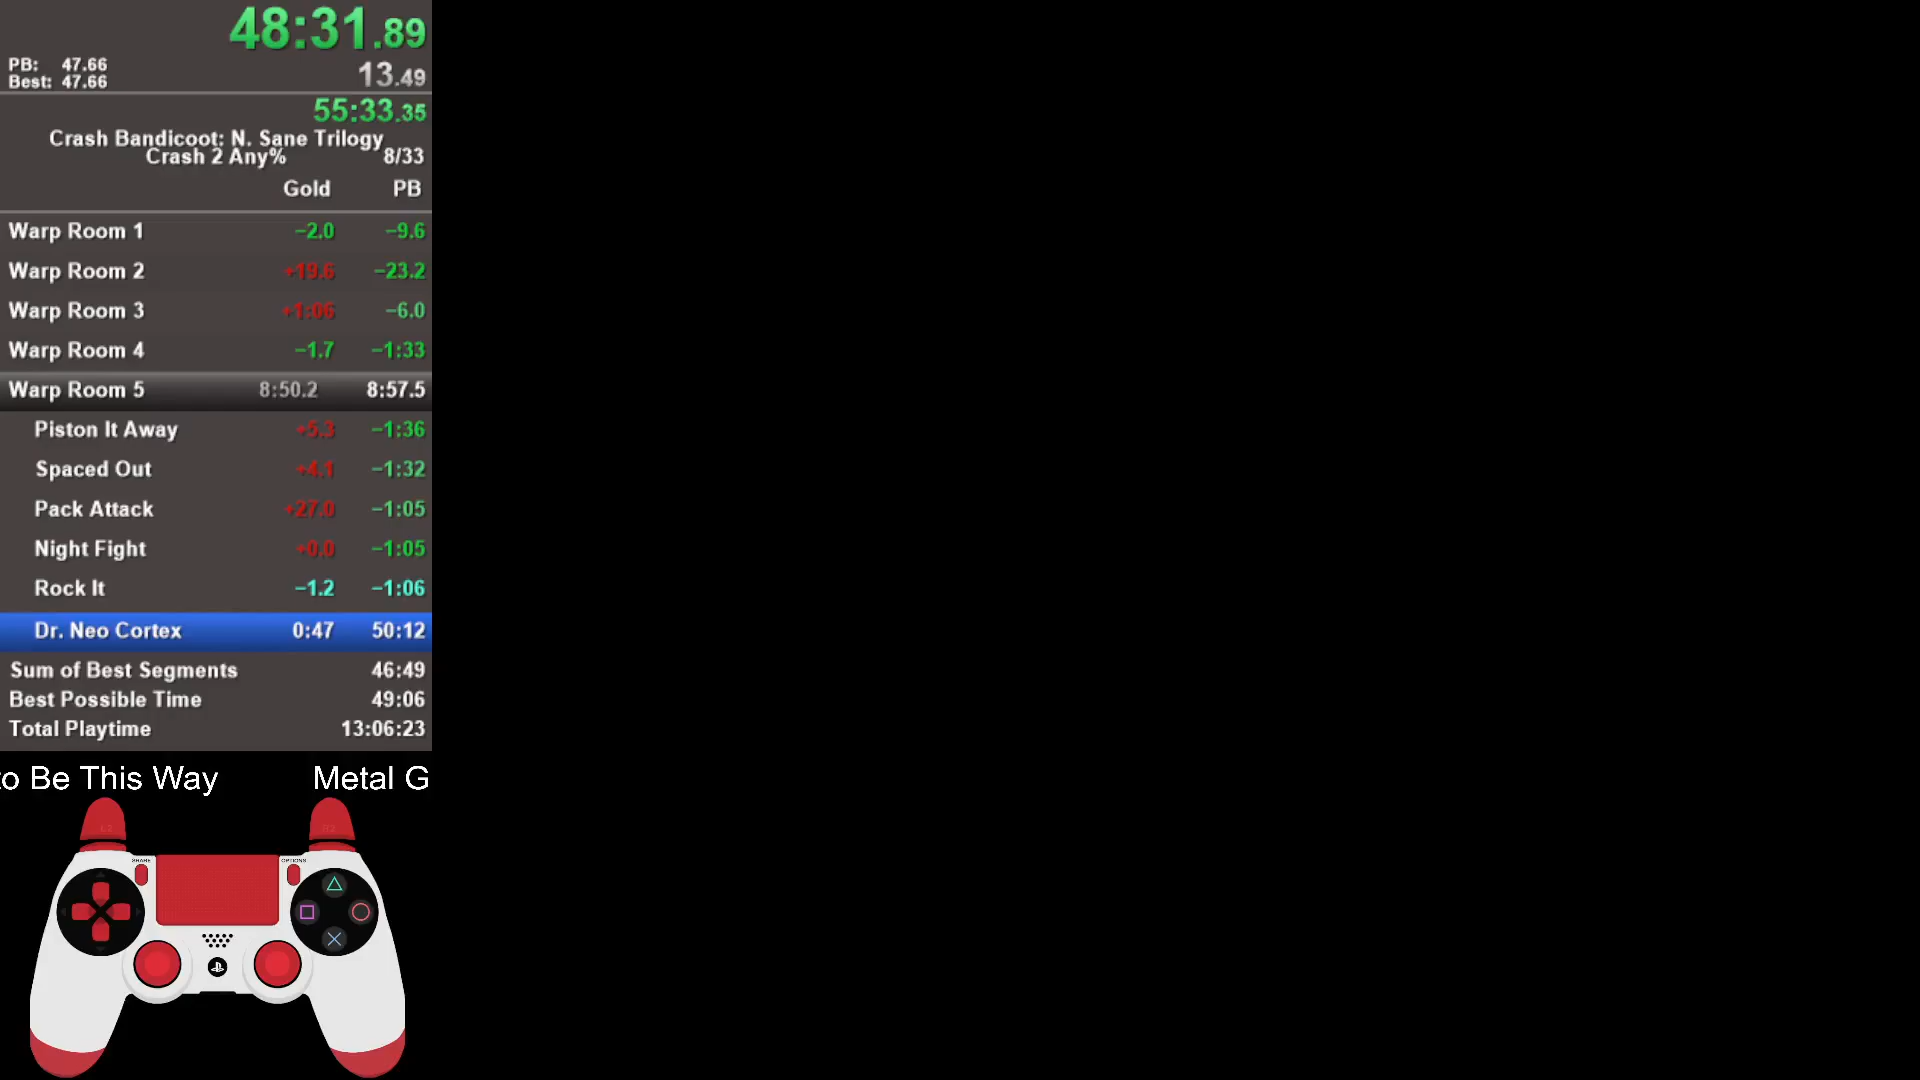 48:31.89
PB: 47.66
Best: 47.66
13.49
55:33.35
Crash Bandicoot: N. Sane Trilogy
Crash 2 Any% 8/33
Gold PB
Warp Room 1 −2.0 −9.6
Warp Room 2 +19.6 −23.2
Warp Room 3 +1:06 −6.0
Warp Room 4 −1.7 −1:33
Warp Room 5 8:50.2 8:57.5
Piston It Away +5.3 −1:36
Spaced Out +4.1 −1:32
Pack Attack +27.0 −1:05
Night Fight +0.0 −1:05
Rock It −1.2 −1:06
Dr. Neo Cortex 0:47 50:12
Sum of Best Segments 46:49
Best Possible Time 49:06
Total Playtime 13:06:23
to Be This Way Metal G
SHARE OPTIONS